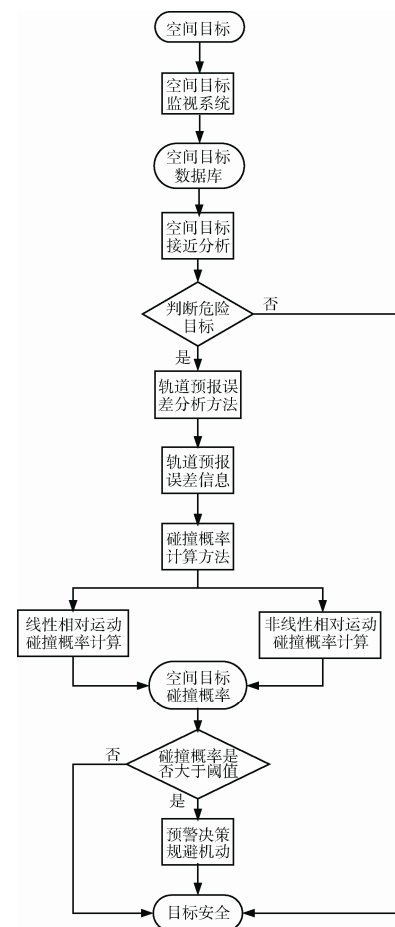 空间目标
空间目标
监视系统
空间目标
数据库
空间目标
接近分析
判断危险
目标
否
是
轨道预报误
差分析方法
轨道预报
误差信息
碰撞概率
计算方法
线性相对运动
碰撞概率计算
非线性相对运动
碰撞概率计算
空间目标
碰撞概率
碰撞概率是
否大于阈值
否
是
预警决策
规避机动
目标安全